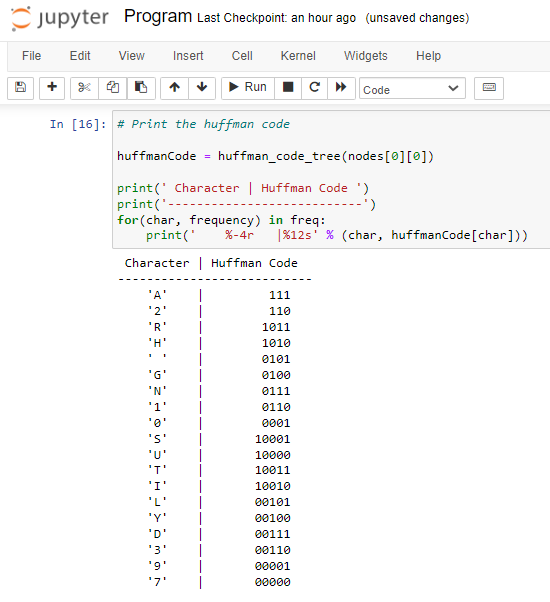 jupyter Program Last Checkpoint: an hour ago (unsaved changes)
File Edit View Insert Cell Kernel Widgets Help
Run Code
In [16]: # Print the huffman code
huffmanCode = huffman_code_tree(nodes[0][0])
print(' Character | Huffman Code ')
print('---------------------------')
for(char, frequency) in freq:
    print('    %-4r   |%12s' % (char, huffmanCode[char]))
Character | Huffman Code
---------------------------
'A' | 111
'2' | 110
'R' | 1011
'H' | 1010
' ' | 0101
'G' | 0100
'N' | 0111
'1' | 0110
'0' | 0001
'S' | 10001
'U' | 10000
'T' | 10011
'I' | 10010
'L' | 00101
'Y' | 00100
'D' | 00111
'3' | 00110
'9' | 00001
'7' | 00000